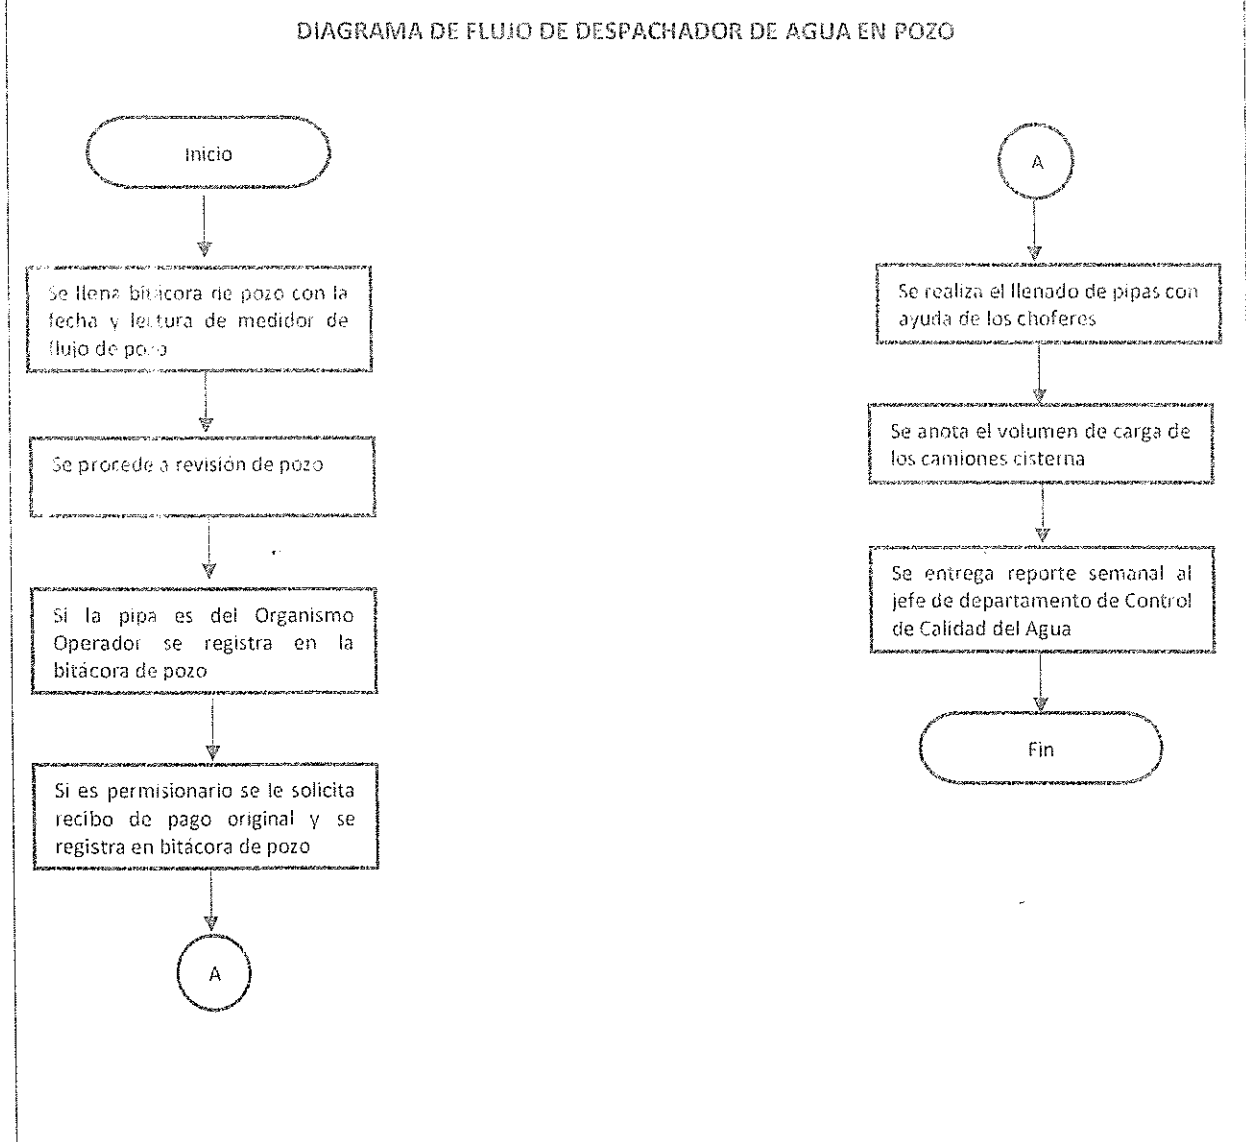 DIAGRAMA DE FLUJO DE DESPACHADOR DE AGUA EN POZO
Inicio
Se llena bitácora de pozo con la
fecha y lectura de medidor de
flujo de pozo
Se procede a revisión de pozo
Si la pipa es del Organismo
Operador se registra en la
bitácora de pozo
Si es permisionario se le solicita
recibo de pago original y se
registra en bitácora de pozo
A
A
Se realiza el llenado de pipas con
ayuda de los choferes
Se anota el volumen de carga de
los camiones cisterna
Se entrega reporte semanal al
jefe de departamento de Control
de Calidad del Agua
Fin